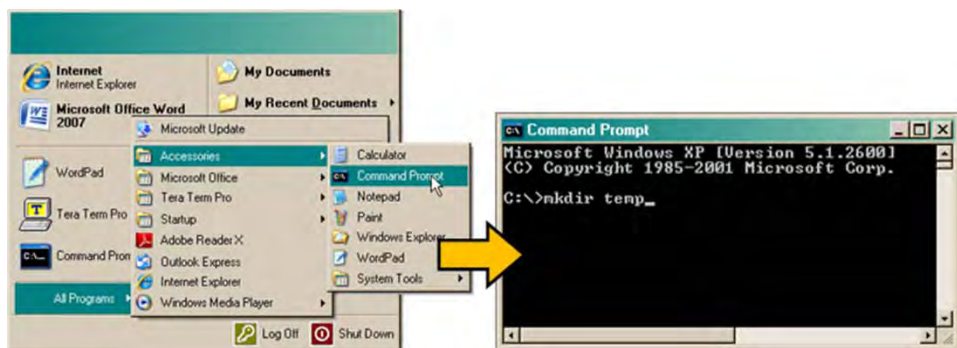 Internet
Internet Explorer
Microsoft Office Word
2007
WordPad
Tera Term Pro
Command Prom
All Programs
My Documents
My Recent Documents
Microsoft Update
Accessories
Microsoft Office
Tera Term Pro
Startup
Adobe Reader X
Outlook Express
Internet Explorer
Windows Media Player
Calculator
Command Prompt
Notepad
Paint
Windows Explorer
WordPad
System Tools
Log Off
Shut Down
Command Prompt
Microsoft Windows XP [Version 5.1.2600]
(C) Copyright 1985-2001 Microsoft Corp.
C:\>mkdir temp_